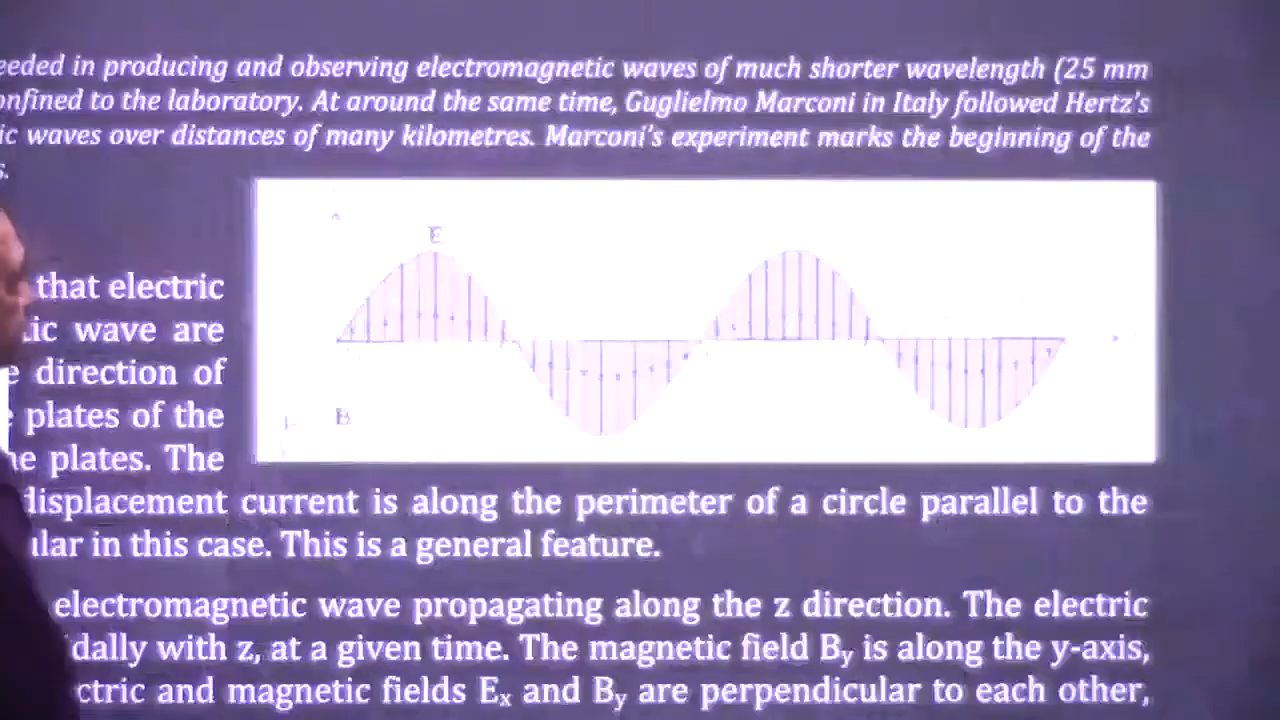 eeded in producing and observing electromagnetic waves of much shorter wavelength (25 mm
onfined to the laboratory. At around the same time, Guglielmo Marconi in Italy followed Hertz's
ic waves over distances of many kilometres. Marconi's experiment marks the beginning of the
s.
E
that electric
ic wave are
e direction of
plates of the
B
he plates. The
displacement current is along the perimeter of a circle parallel to the
ular in this case. This is a general feature.
electromagnetic wave propagating along the z direction. The electric
dally with z, at a given time. The magnetic field By is along the y-axis,
ctric and magnetic fields Ex and By are perpendicular to each other,